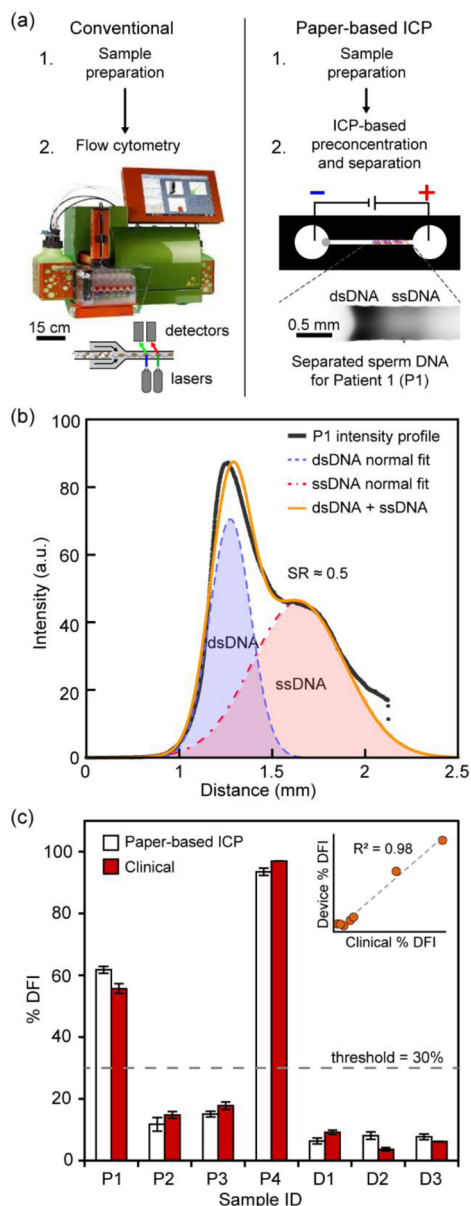 (a)
Conventional
1. Sample
preparation
2. Flow cytometry
15 cm
detectors
lasers
Paper-based ICP
1. Sample
preparation
2. ICP-based
preconcentration
and separation
− +
dsDNA ssDNA
0.5 mm
Separated sperm DNA
for Patient 1 (P1)
(b)
100
80
60
40
20
0
Intensity (a.u.)
P1 intensity profile
dsDNA normal fit
ssDNA normal fit
dsDNA + ssDNA
SR ≈ 0.5
dsDNA
ssDNA
0 1 1.5 2 2.5
Distance (mm)
(c)
100
80
60
40
20
0
% DFI
Paper-based ICP
Clinical
R² = 0.98
Device % DFI
Clinical % DFI
threshold = 30%
P1 P2 P3 P4 D1 D2 D3
Sample ID